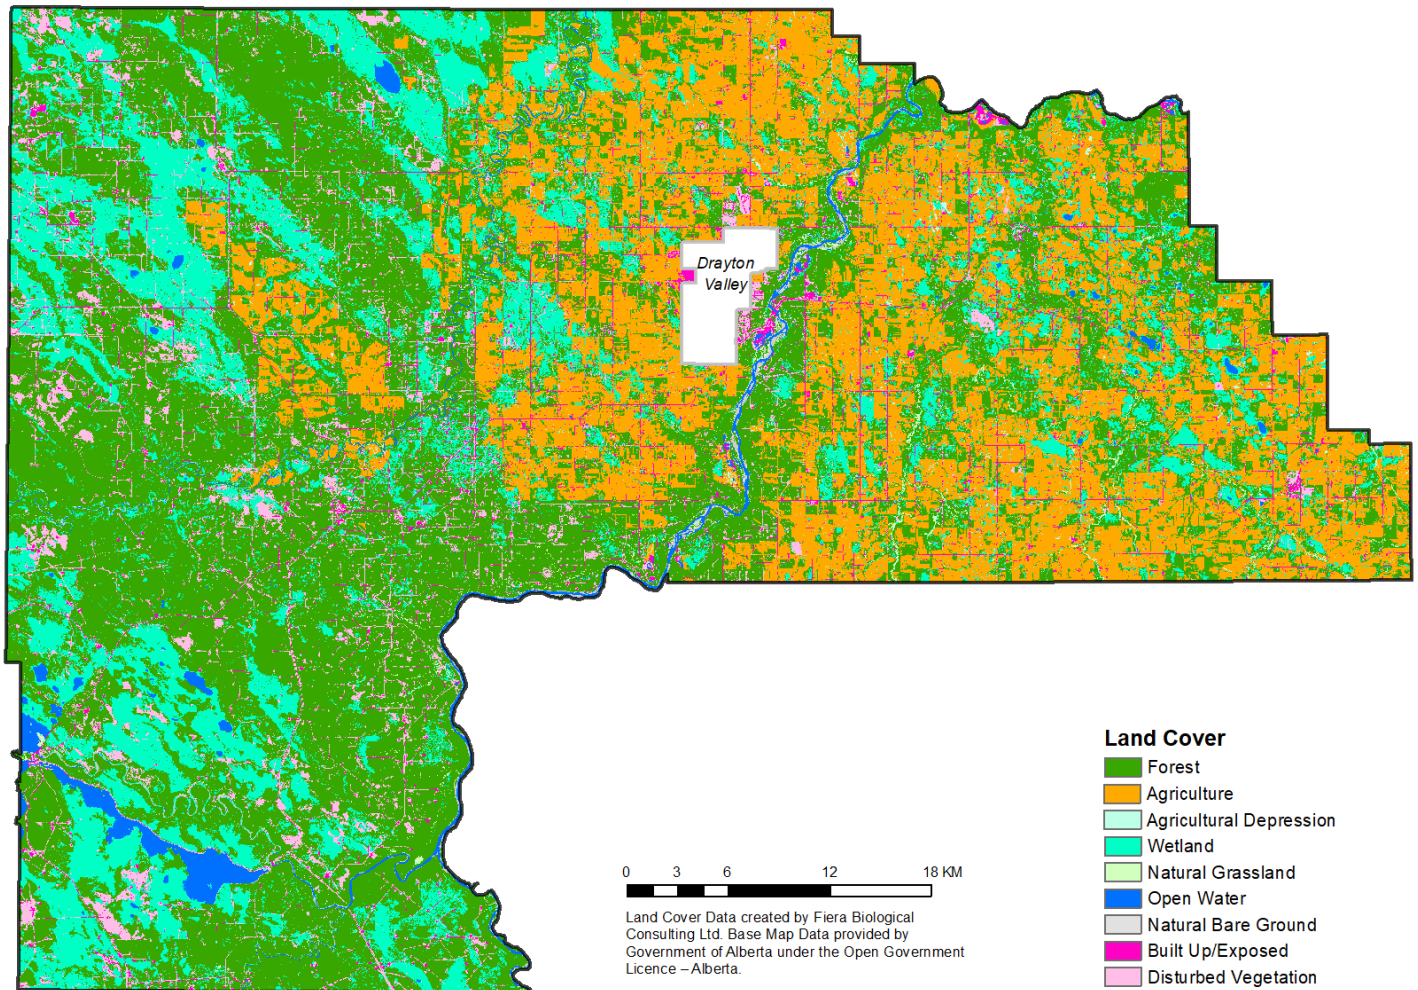 Drayton
Valley
Land Cover
Forest
Agriculture
Agricultural Depression
Wetland
Natural Grassland
Open Water
Natural Bare Ground
Built Up/Exposed
Disturbed Vegetation
0 3 6 12 18 KM
Land Cover Data created by Fiera Biological
Consulting Ltd. Base Map Data provided by
Government of Alberta under the Open Government
Licence – Alberta.